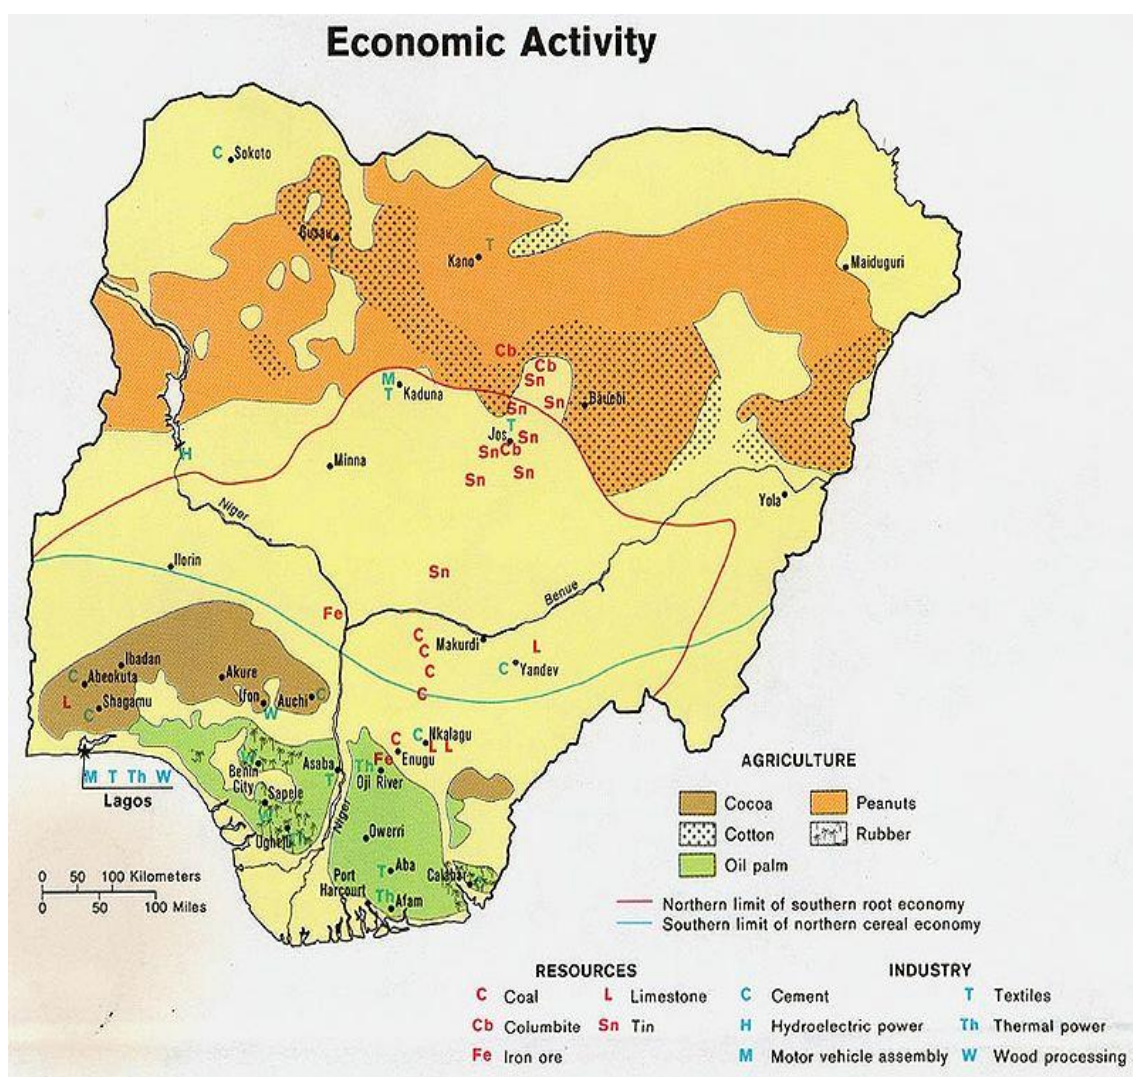 Economic Activity
C Sokoto
Gusau
T
Kano T
Maiduguri
Cb
Cb
Sn
M
T Kaduna
Sn
Sn
Bauchi
T
Jos Sn
Sn Cb
H
Minna
Sn
Sn
Yola
Niger
Ilorin
Sn
Benue
Fe
C
Makurdi
L
C
C
C Yandev
C
Ibadan
C Abeokuta
Akure
L
Shagamu
C
Ifon
W
Auchi C
C
C Nkalagu
L L
Enugu
Fe
W
Benin
City
Asaba
T
Th
Oji River
Sapele
W
Niger
Ughelli
M T Th W
Lagos
Owerri
T Aba
Port
Harcourt
Calabar
Th Afam
0 50 100 Kilometers
0 50 100 Miles
AGRICULTURE
Cocoa Peanuts
Cotton Rubber
Oil palm
Northern limit of southern root economy
Southern limit of northern cereal economy
RESOURCES INDUSTRY
C Coal L Limestone C Cement T Textiles
Cb Columbite Sn Tin H Hydroelectric power Th Thermal power
Fe Iron ore M Motor vehicle assembly W Wood processing